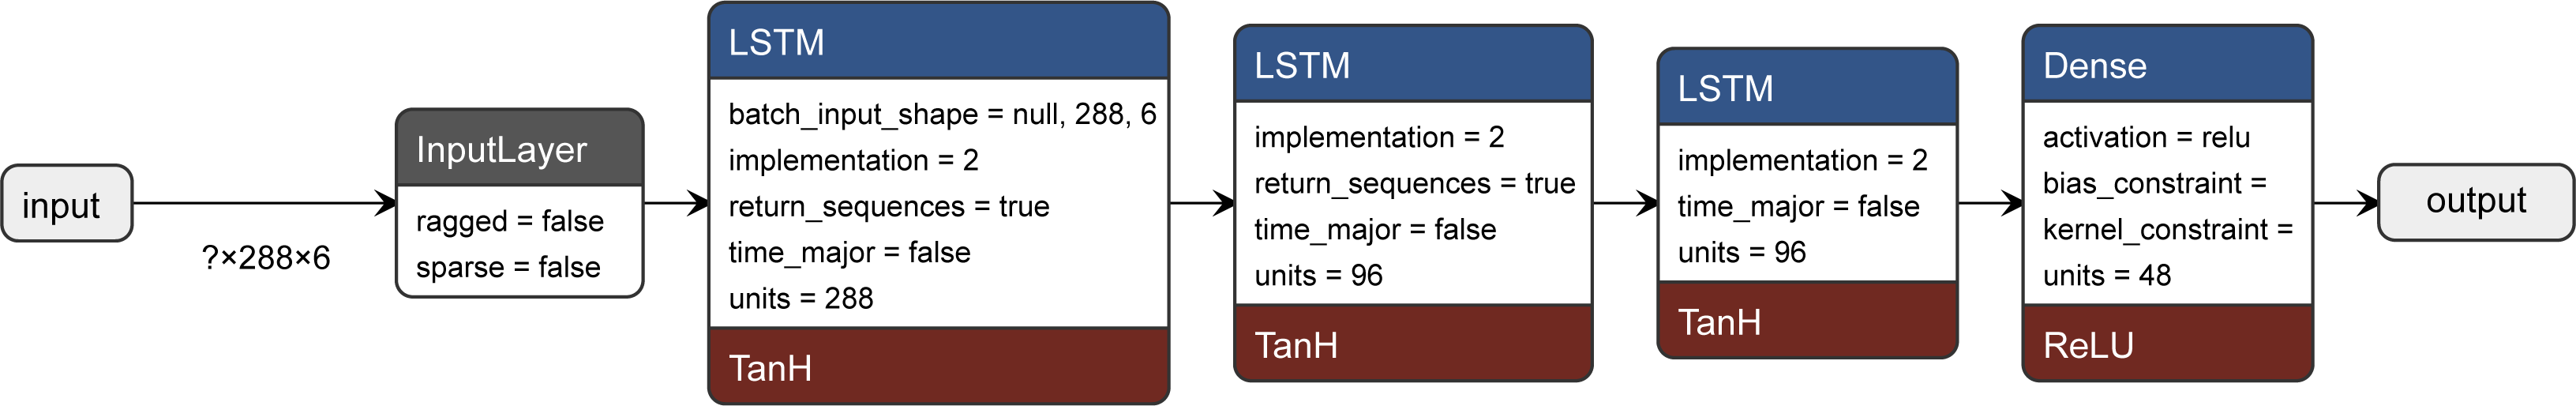 input
?×288×6
InputLayer
ragged = false
sparse = false
LSTM
batch_input_shape = null, 288, 6
implementation = 2
return_sequences = true
time_major = false
units = 288
TanH
LSTM
implementation = 2
return_sequences = true
time_major = false
units = 96
TanH
LSTM
implementation = 2
time_major = false
units = 96
TanH
Dense
activation = relu
bias_constraint =
kernel_constraint =
units = 48
ReLU
output